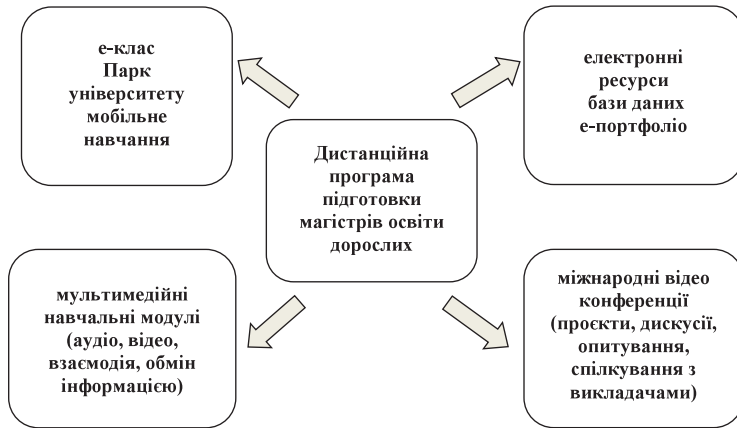 е-клас
Парк
університету
мобільне
навчання
електронні
ресурси
бази даних
е-портфоліо
Дистанційна
програма
підготовки
магістрів освіти
дорослих
мультимедійні
навчальні модулі
(аудіо, відео,
взаємодія, обмін
інформацією)
міжнародні відео
конференції
(проєкти, дискусії,
опитування,
спілкування з
викладачами)